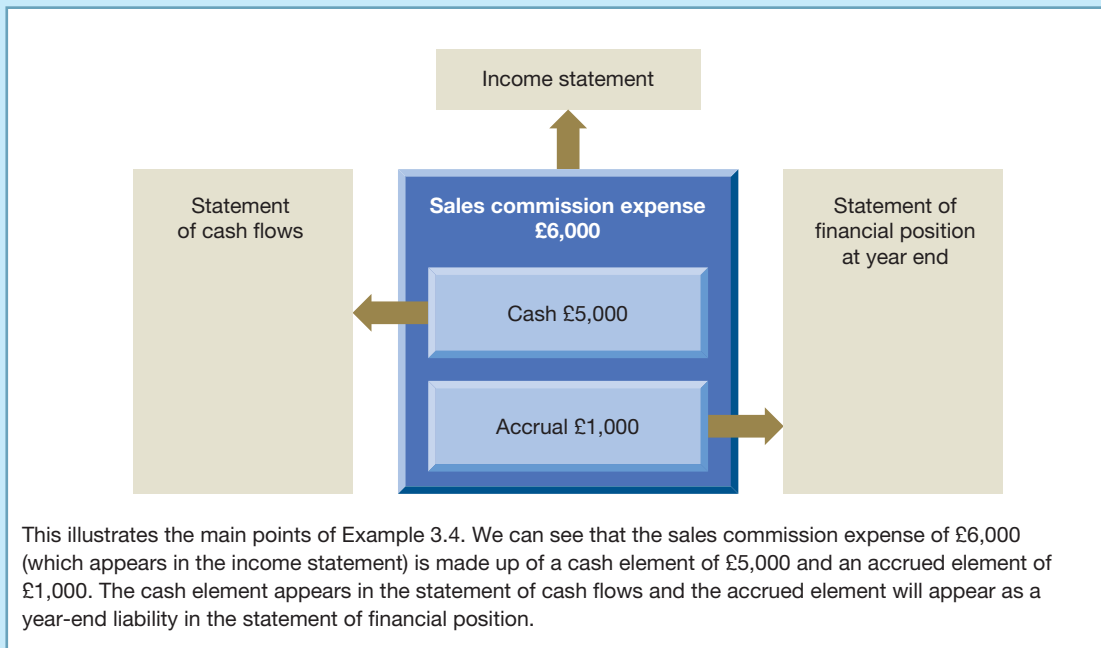 Income statement
Statement
of cash flows
Sales commission expense
£6,000
Cash £5,000
Accrual £1,000
Statement of
financial position
at year end
This illustrates the main points of Example 3.4. We can see that the sales commission expense of £6,000
(which appears in the income statement) is made up of a cash element of £5,000 and an accrued element of
£1,000. The cash element appears in the statement of cash flows and the accrued element will appear as a
year-end liability in the statement of financial position.